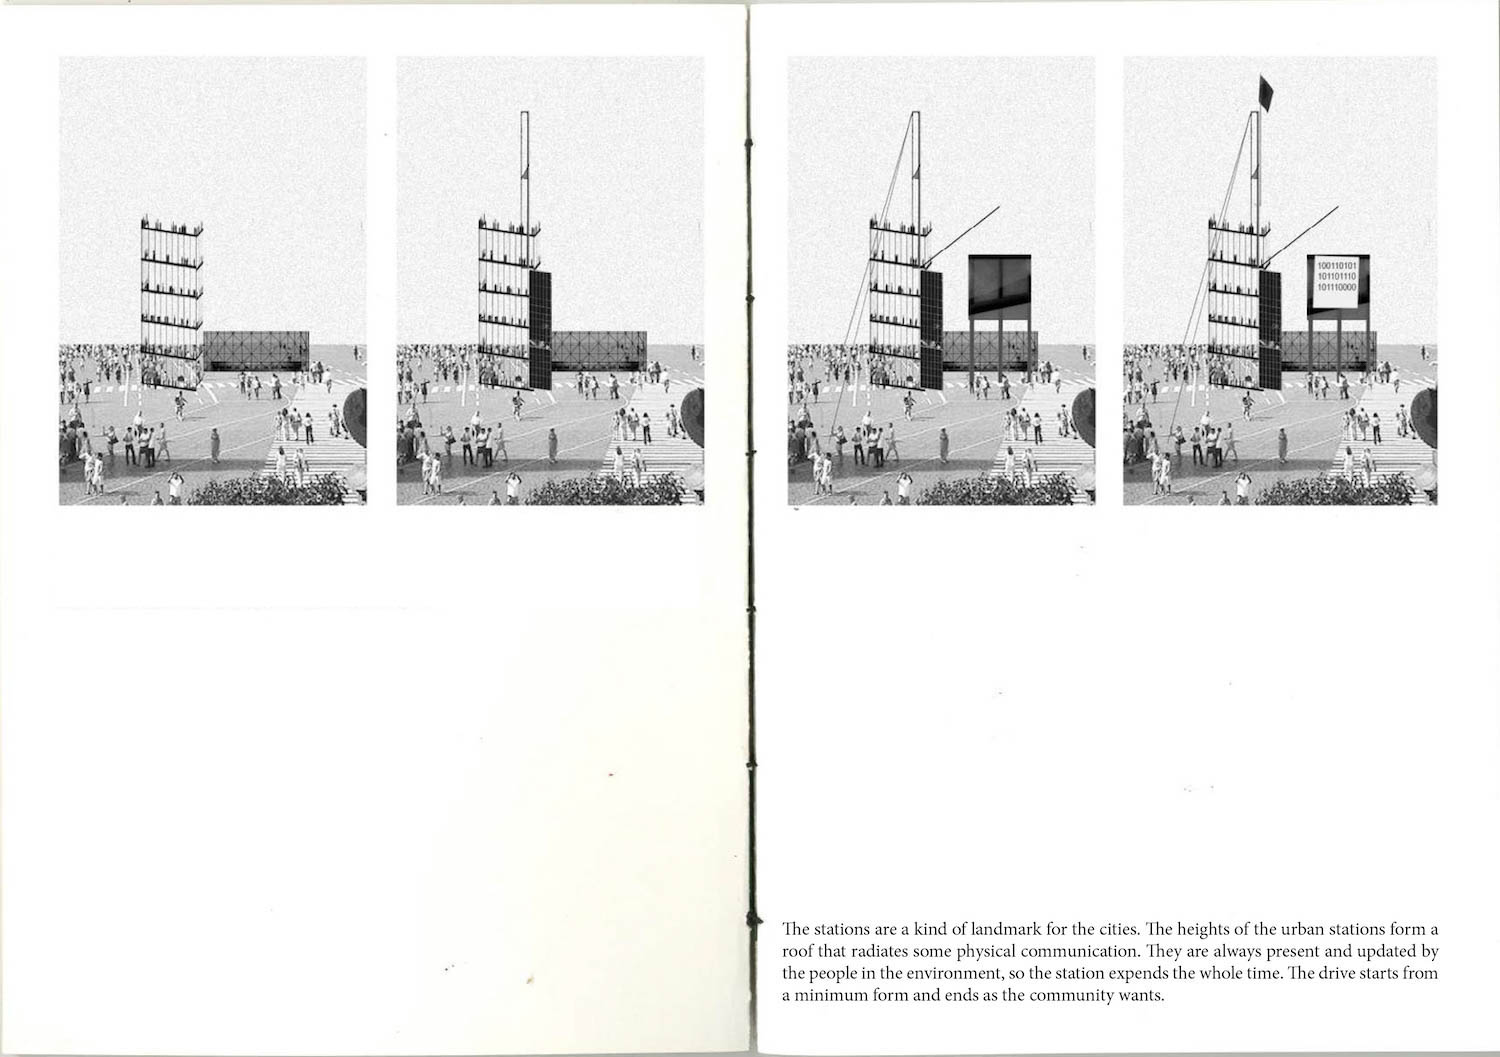 100110101
101101110
101110000
The stations are a kind of landmark for the cities. The heights of the urban stations form a
roof that radiates some physical communication. They are always present and updated by
the people in the environment, so the station expends the whole time. The drive starts from
a minimum form and ends as the community wants.